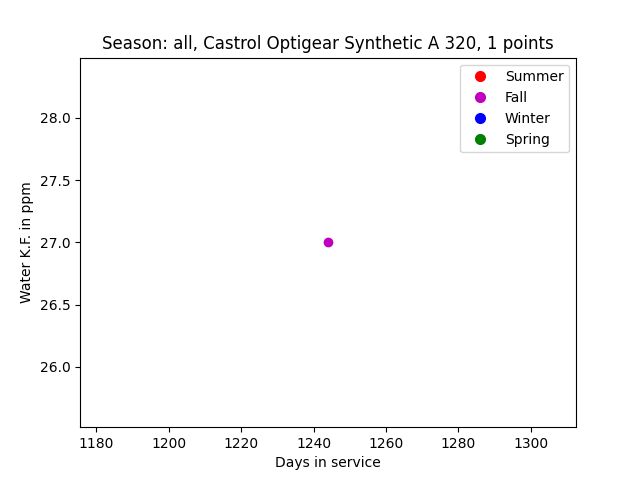 Season: all, Castrol Optigear Synthetic A 320, 1 points
Summer
Fall
Winter
Spring
28.0
27.5
27.0
26.5
26.0
Water K.F. in ppm
1180 1200 1220 1240 1260 1280 1300
Days in service